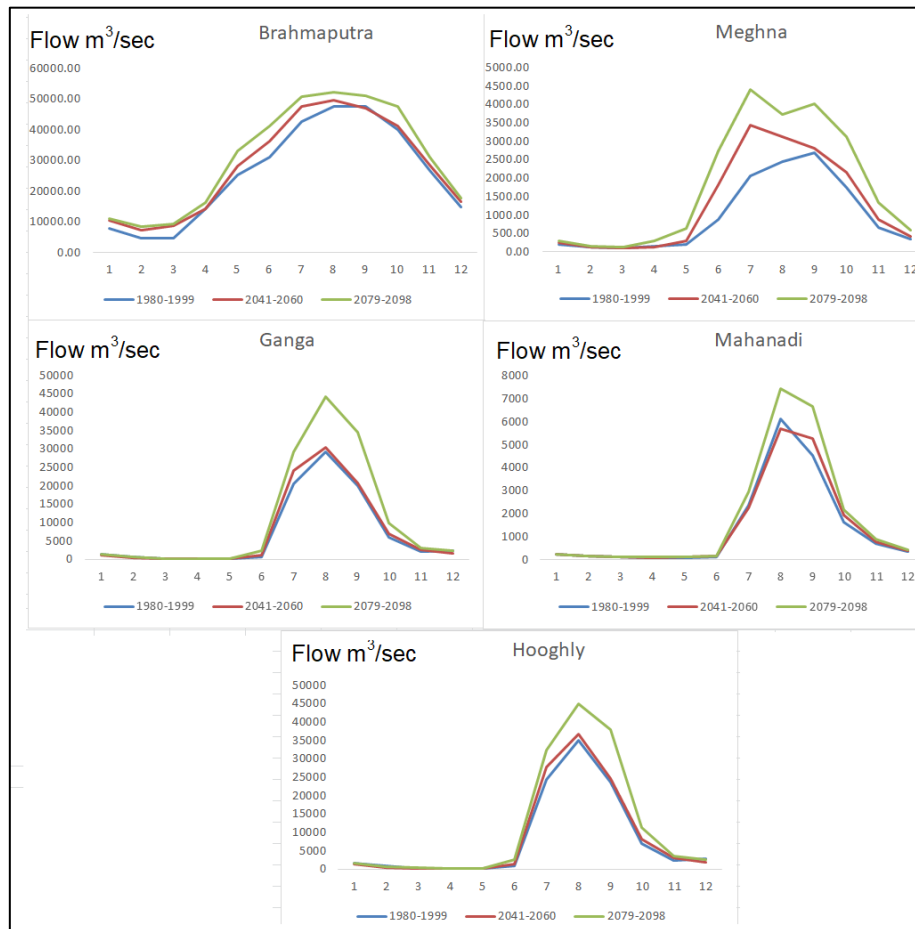 Flow m³/sec
Brahmaputra
60000.00
50000.00
40000.00
30000.00
20000.00
10000.00
0.00
1 2 3 4 5 6 7 8 9 10 11 12
1980-1999 2041-2060 2079-2098
Flow m³/sec
Meghna
5000.00
4500.00
4000.00
3500.00
3000.00
2500.00
2000.00
1500.00
1000.00
500.00
0.00
1 2 3 4 5 6 7 8 9 10 11 12
1980-1999 2041-2060 2079-2098
Flow m³/sec
Ganga
50000
45000
40000
35000
30000
25000
20000
15000
10000
5000
0
1 2 3 4 5 6 7 8 9 10 11 12
1980-1999 2041-2060 2079-2098
Flow m³/sec
Mahanadi
8000
7000
6000
5000
4000
3000
2000
1000
0
1 2 3 4 5 6 7 8 9 10 11 12
1980-1999 2041-2060 2079-2098
Flow m³/sec
Hooghly
50000
45000
40000
35000
30000
25000
20000
15000
10000
5000
0
1 2 3 4 5 6 7 8 9 10 11 12
1980-1999 2041-2060 2079-2098